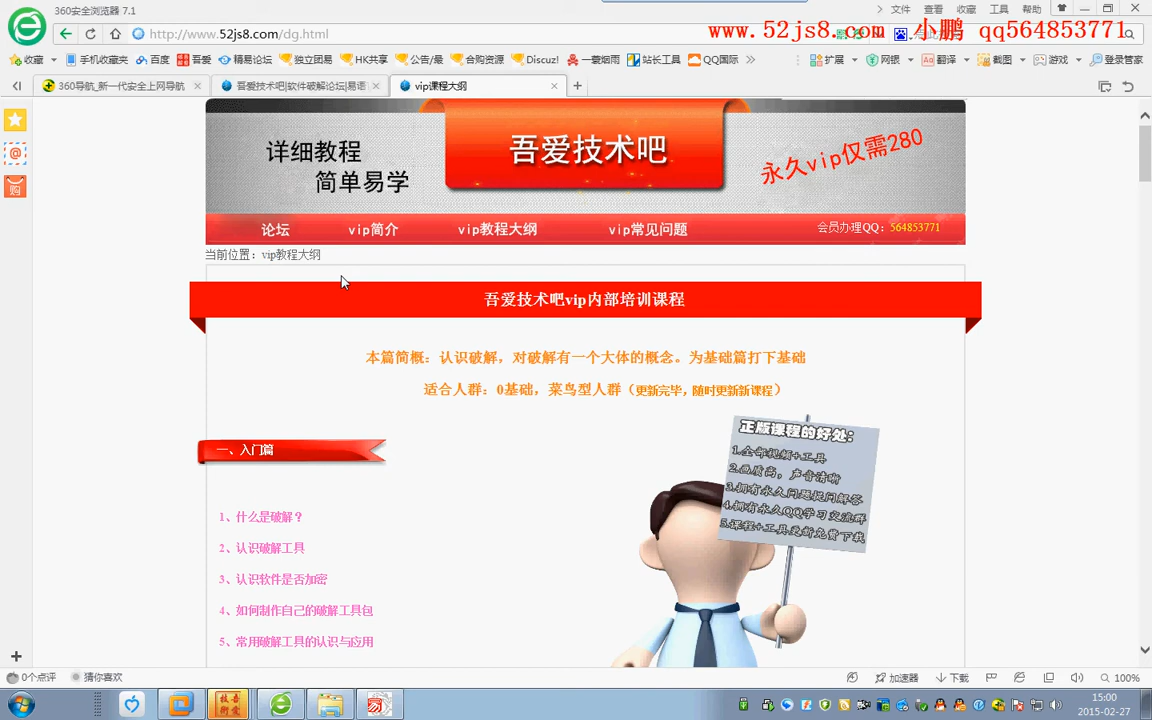 360安全浏览器 7.1
文件 查看 收藏 工具 帮助
http://www.52js8.com/dg.html
www.52js8.com 小鹏 qq564853771
收藏 手机收藏夹 百度 吾爱 精易论坛 独立团易 HK共享 公告/最 合购资源 Discuz! 一蓑烟雨 站长工具 QQ国际 扩展 网银 翻译 截图 游戏 登录管家
360导航_新一代安全上网导航
吾爱技术吧|软件破解论坛|易语
vip课程大纲
详细教程
简单易学
吾爱技术吧
永久vip仅需280
论坛 vip简介 vip教程大纲 vip常见问题 会员办理QQ：564853771
当前位置：vip教程大纲
吾爱技术吧vip内部培训课程
本篇简概：认识破解，对破解有一个大体的概念。为基础篇打下基础
适合人群：0基础，菜鸟型人群（更新完毕，随时更新新课程）
正版课程的好处：
1.全部视频+工具
2.画质高，声音清晰
3.拥有永久问题提问解答
4.拥有永久QQ学习交流群
5.课程+工具更新免费下载
一、入门篇
1、什么是破解？
2、认识破解工具
3、认识软件是否加密
4、如何制作自己的破解工具包
5、常用破解工具的认识与应用
0个点评 猜你喜欢
加速器 下载 100%
15:00
2015-02-27